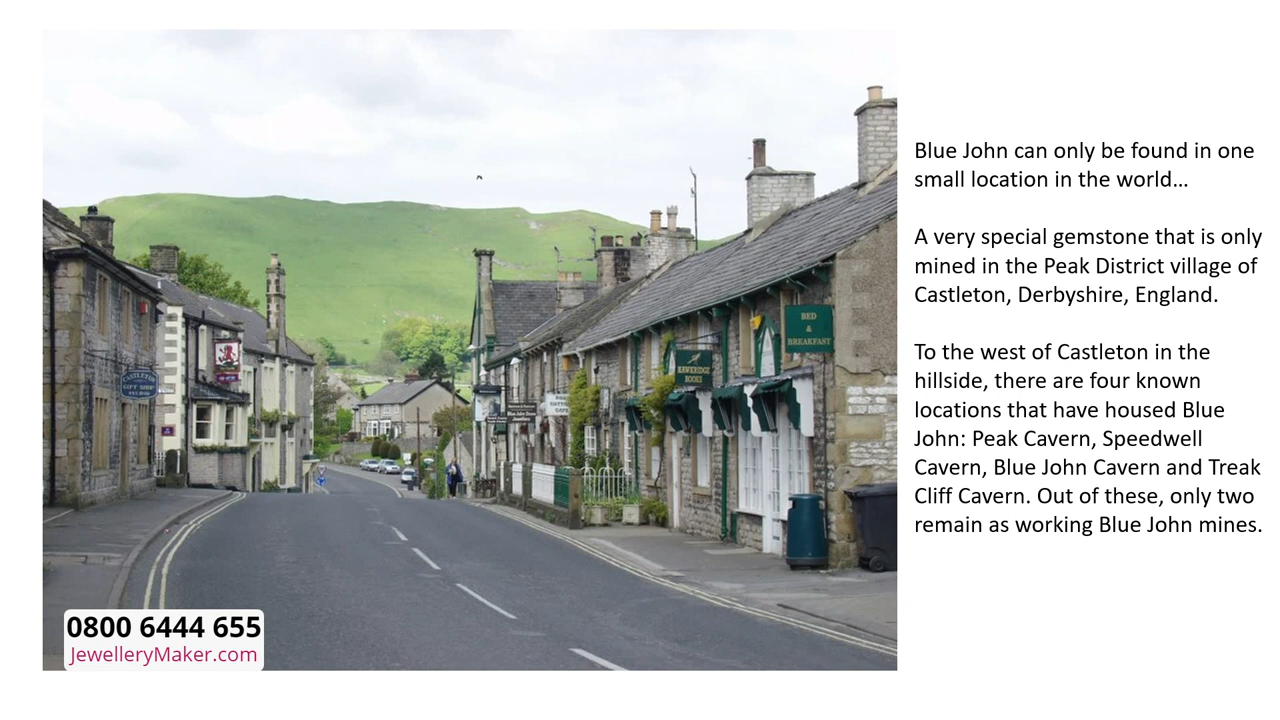 Blue John can only be found in one
small location in the world…
A very special gemstone that is only
mined in the Peak District village of
Castleton, Derbyshire, England.
To the west of Castleton in the
hillside, there are four known
locations that have housed Blue
John: Peak Cavern, Speedwell
Cavern, Blue John Cavern and Treak
Cliff Cavern. Out of these, only two
remain as working Blue John mines.
BED
&
BREAKFAST
HAWKRIDGE
BOOKS
CASTLETON
GIFT SHOP
0800 6444 655
JewelleryMaker.com